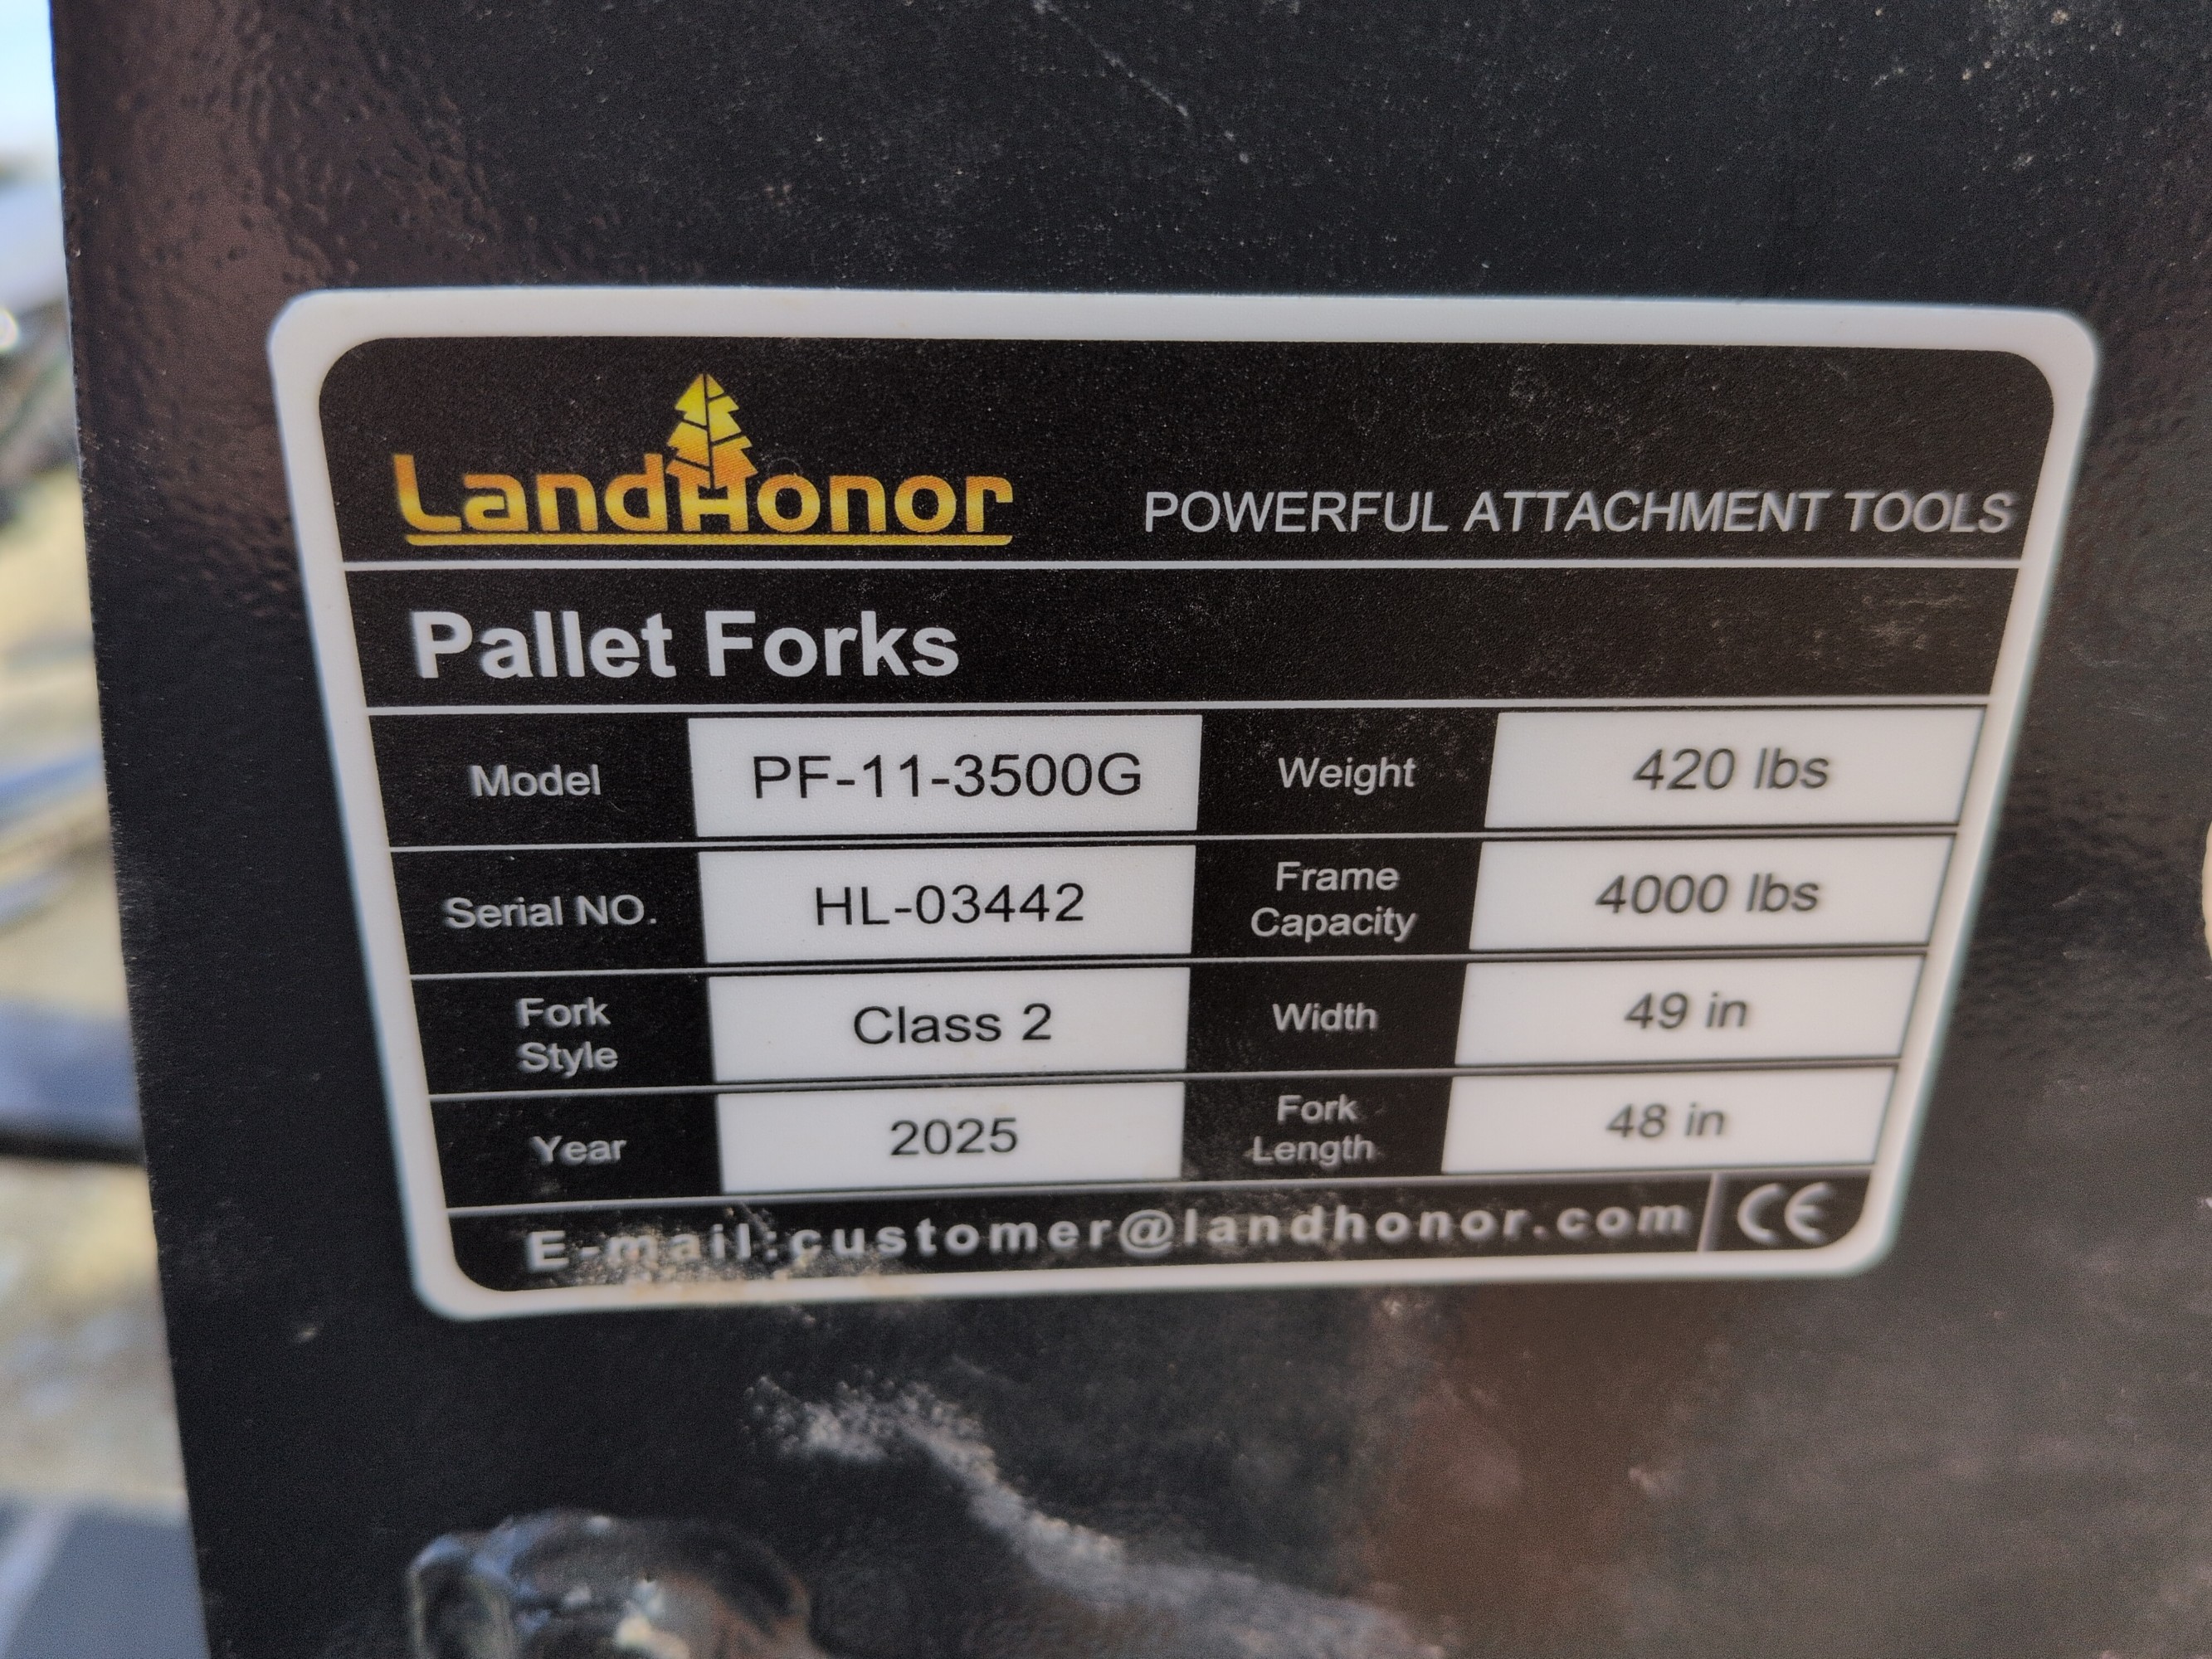 LandHonor POWERFUL ATTACHMENT TOOLS
Pallet Forks
Model PF-11-3500G Weight 420 lbs
Serial NO. HL-03442 Frame Capacity 4000 lbs
Fork Style Class 2 Width 49 in
Year 2025 Fork Length 48 in
E-mail:customer@landhonor.com CE